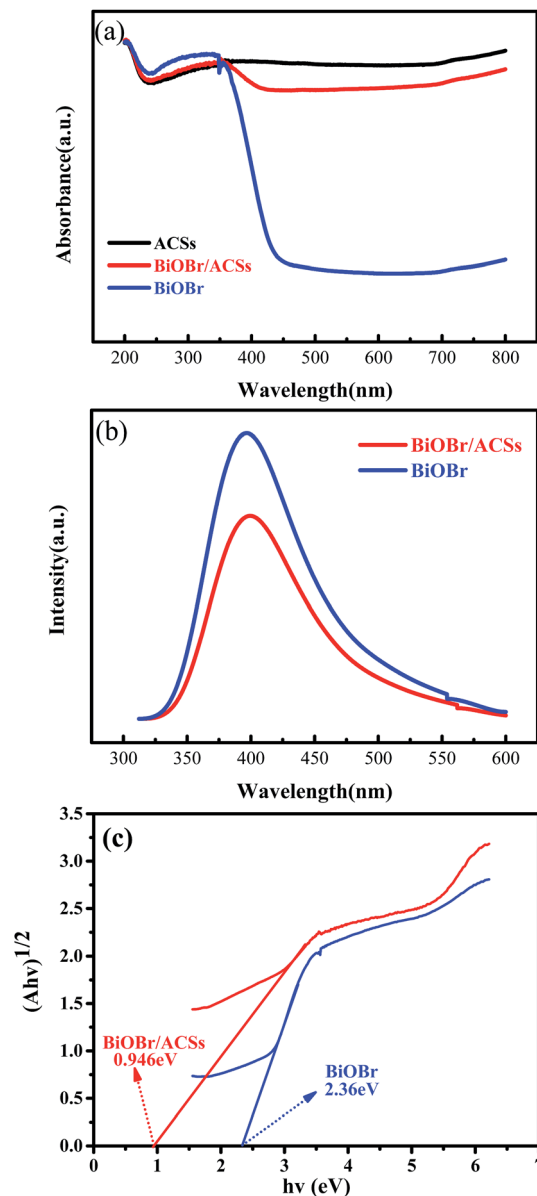 (a)
Absorbance(a.u.)
ACSs
BiOBr/ACSs
BiOBr
200 300 400 500 600 700 800
Wavelength(nm)
(b)
BiOBr/ACSs
BiOBr
Intensity(a.u.)
300 350 400 450 500 550 600
Wavelength(nm)
(c)
3.5
3.0
2.5
2.0
1.5
1.0
0.5
0.0
(Ahv)1/2
BiOBr/ACSs
0.946eV
BiOBr
2.36eV
0 1 2 3 4 5 6 7
hv (eV)